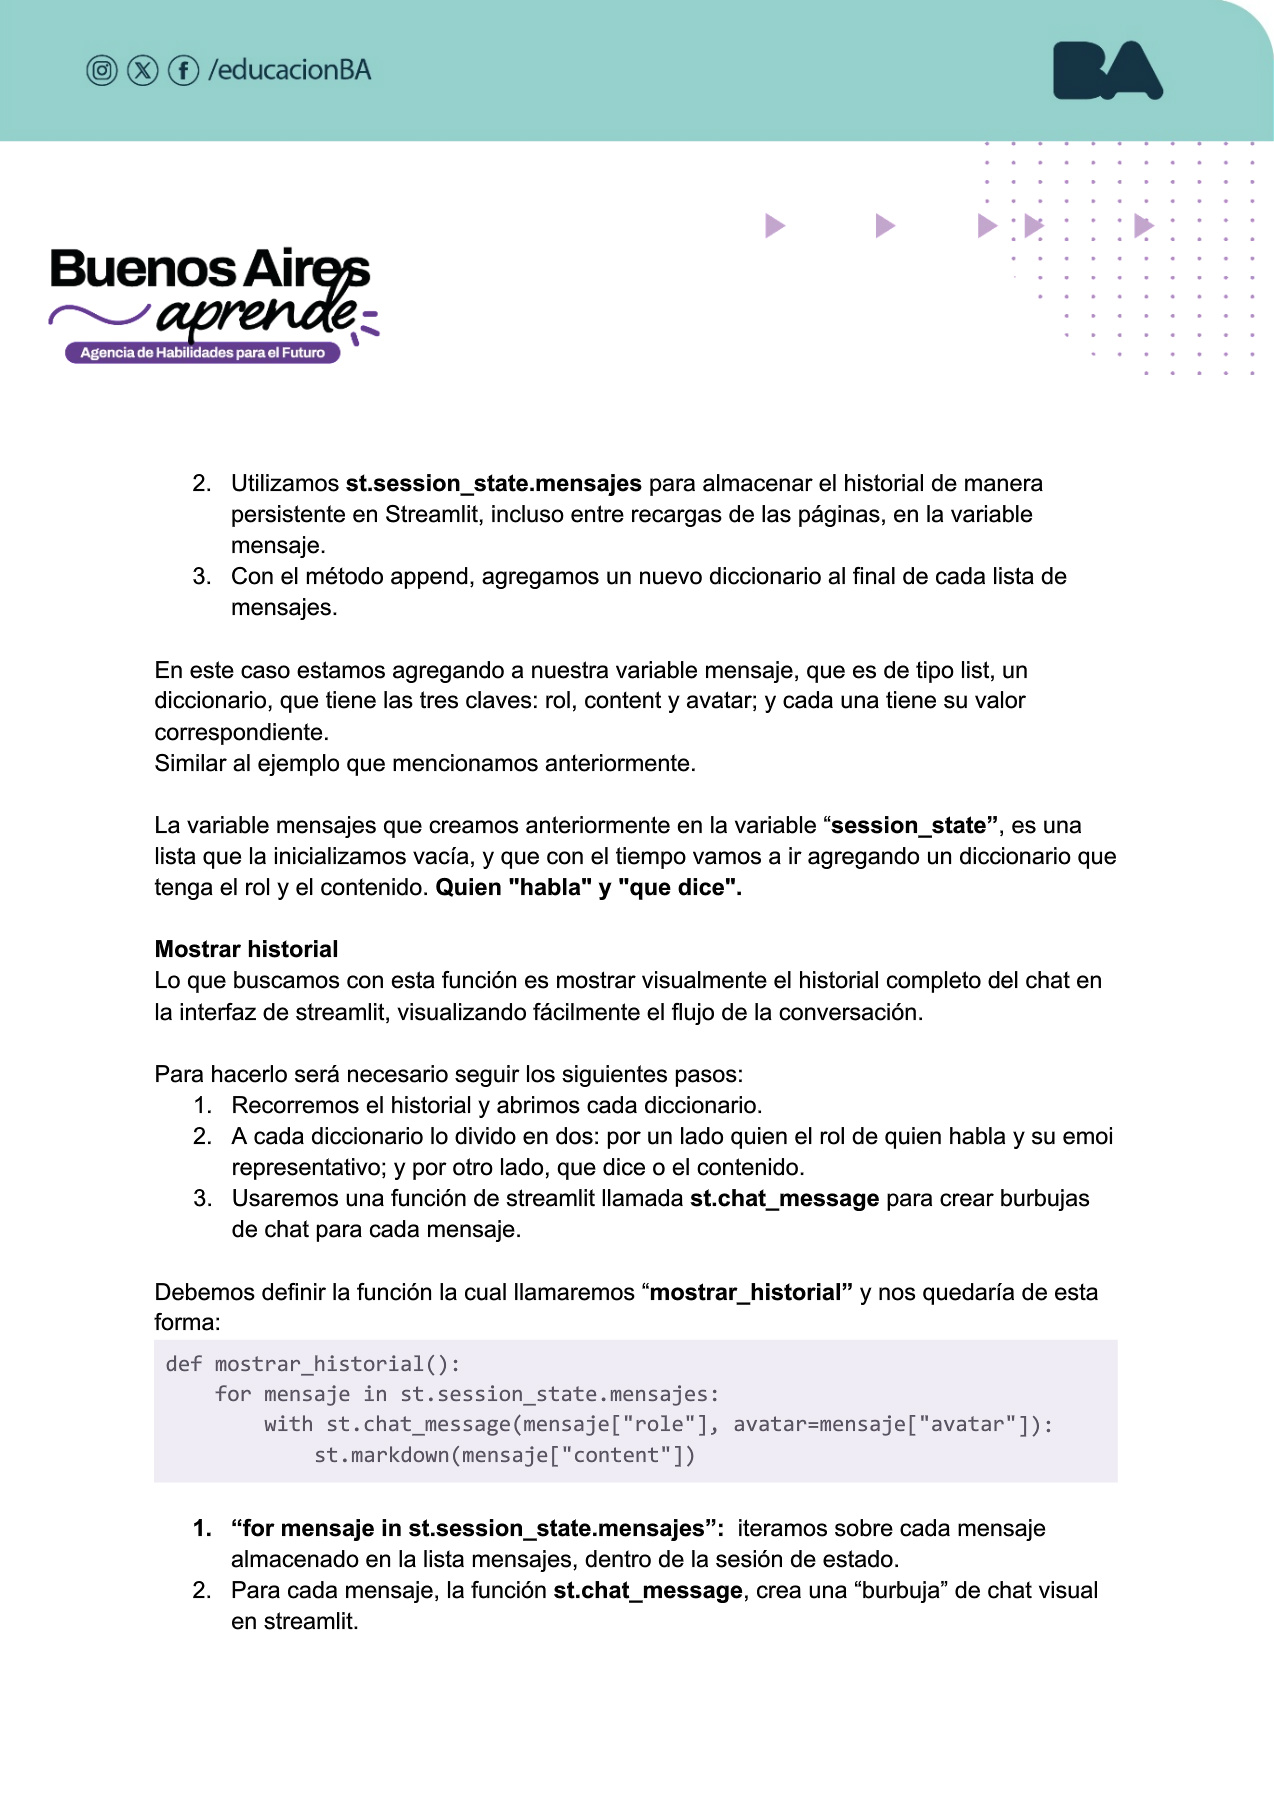 /educacionBA
BA
Buenos Aires
aprende
Agencia de Habilidades para el Futuro
2. Utilizamos st.session_state.mensajes para almacenar el historial de manera
persistente en Streamlit, incluso entre recargas de las páginas, en la variable
mensaje.
3. Con el método append, agregamos un nuevo diccionario al final de cada lista de
mensajes.
En este caso estamos agregando a nuestra variable mensaje, que es de tipo list, un
diccionario, que tiene las tres claves: rol, content y avatar; y cada una tiene su valor
correspondiente.
Similar al ejemplo que mencionamos anteriormente.
La variable mensajes que creamos anteriormente en la variable “session_state”, es una
lista que la inicializamos vacía, y que con el tiempo vamos a ir agregando un diccionario que
tenga el rol y el contenido. Quien "habla" y "que dice".
Mostrar historial
Lo que buscamos con esta función es mostrar visualmente el historial completo del chat en
la interfaz de streamlit, visualizando fácilmente el flujo de la conversación.
Para hacerlo será necesario seguir los siguientes pasos:
1. Recorremos el historial y abrimos cada diccionario.
2. A cada diccionario lo divido en dos: por un lado quien el rol de quien habla y su emoi
representativo; y por otro lado, que dice o el contenido.
3. Usaremos una función de streamlit llamada st.chat_message para crear burbujas
de chat para cada mensaje.
Debemos definir la función la cual llamaremos “mostrar_historial” y nos quedaría de esta
forma:
def mostrar_historial():
    for mensaje in st.session_state.mensajes:
        with st.chat_message(mensaje["role"], avatar=mensaje["avatar"]):
            st.markdown(mensaje["content"])
1. “for mensaje in st.session_state.mensajes”:  iteramos sobre cada mensaje
almacenado en la lista mensajes, dentro de la sesión de estado.
2. Para cada mensaje, la función st.chat_message, crea una “burbuja” de chat visual
en streamlit.